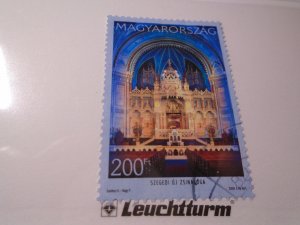 MAGYARORSZÁG
200Ft
SZEGEDI ÚJ ZSINAGÓGA
Leuchtturm